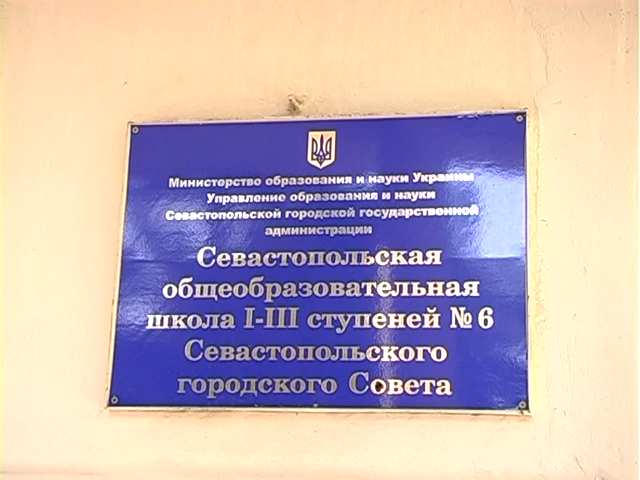 Министерство образования и науки Украины
Управление образования и науки
Севастопольской городской государственной
администрации
Севастопольская
общеобразовательная
школа I-III ступеней № 6
Севастопольского
городского Совета